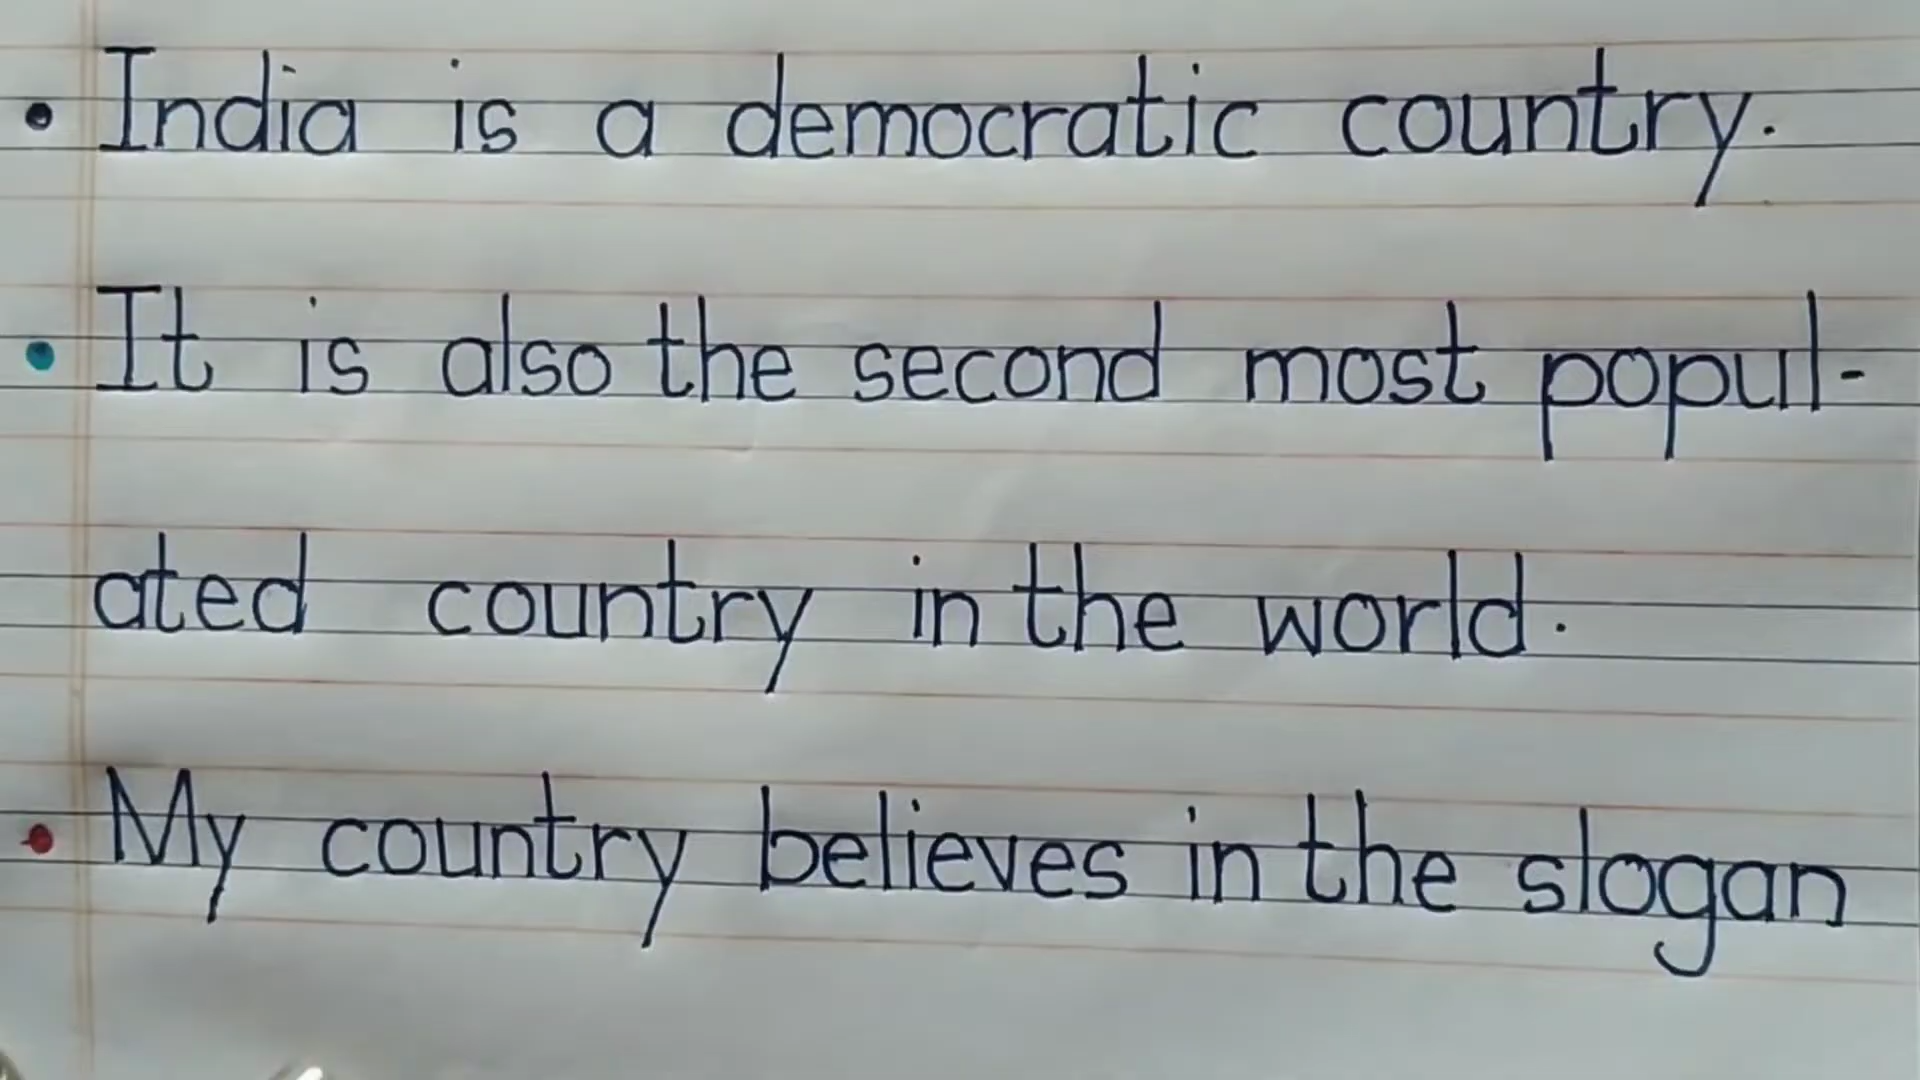 • India is a democratic country.
• It is also the second most popul-
ated country in the world.
• My country believes in the slogan